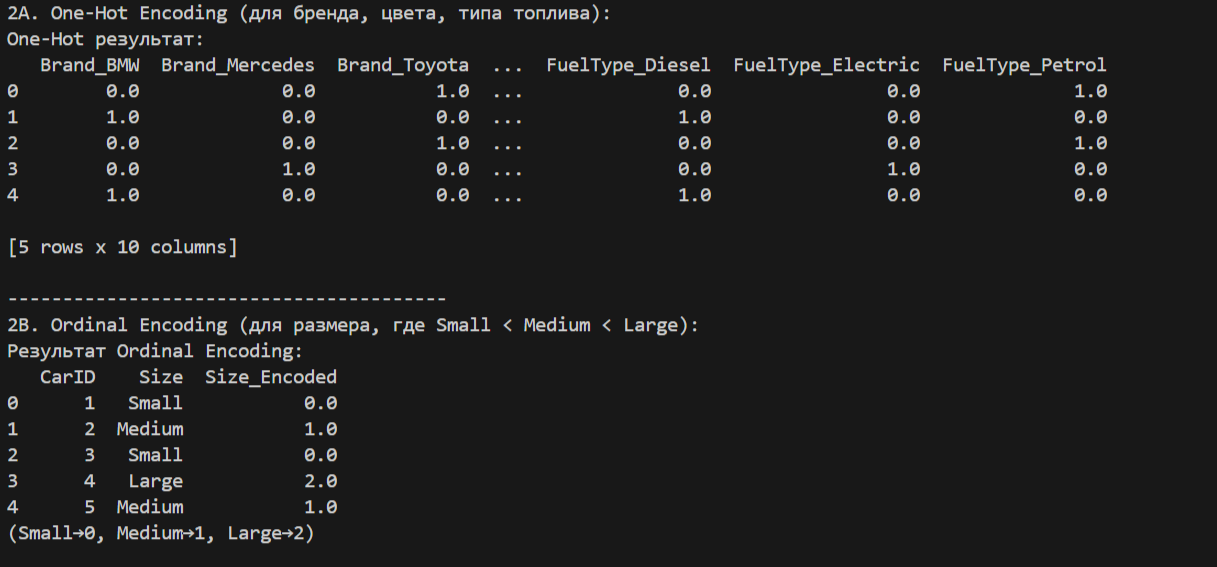 2A. One-Hot Encoding (для бренда, цвета, типа топлива):
One-Hot результат:
   Brand_BMW  Brand_Mercedes  Brand_Toyota  ...  FuelType_Diesel  FuelType_Electric  FuelType_Petrol
0        0.0             0.0           1.0  ...              0.0                0.0              1.0
1        1.0             0.0           0.0  ...              1.0                0.0              0.0
2        0.0             0.0           1.0  ...              0.0                0.0              1.0
3        0.0             1.0           0.0  ...              0.0                1.0              0.0
4        1.0             0.0           0.0  ...              1.0                0.0              0.0
[5 rows x 10 columns]
----------------------------------------
2B. Ordinal Encoding (для размера, где Small < Medium < Large):
Результат Ordinal Encoding:
   CarID    Size  Size_Encoded
0      1   Small           0.0
1      2  Medium           1.0
2      3   Small           0.0
3      4   Large           2.0
4      5  Medium           1.0
(Small→0, Medium→1, Large→2)